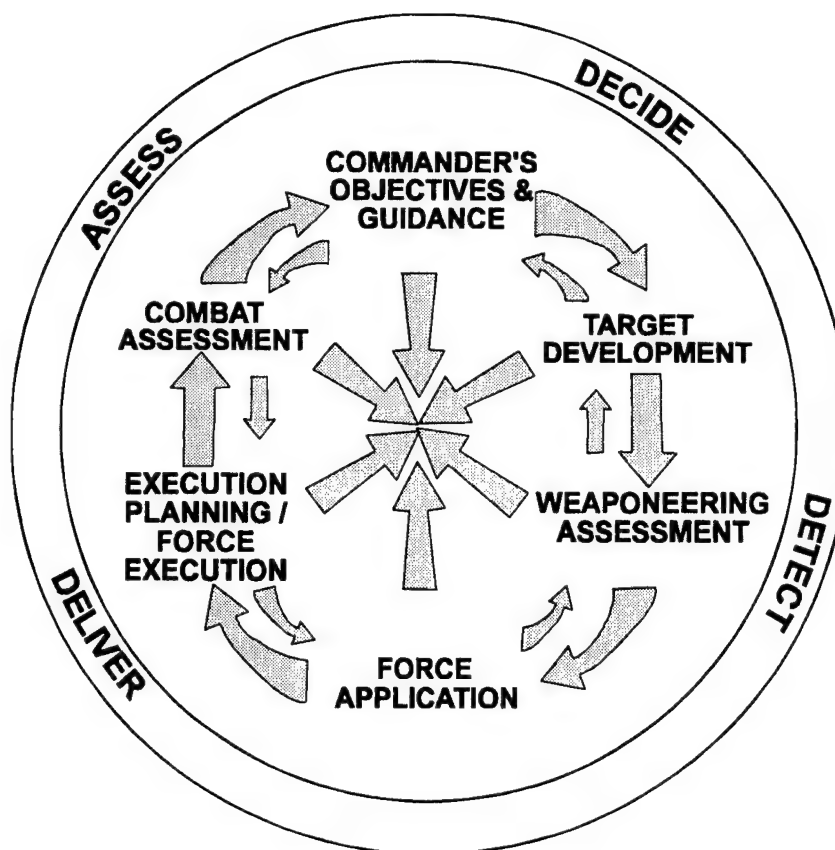 DECIDE
ASSESS
COMMANDER'S
OBJECTIVES &
GUIDANCE
COMBAT
ASSESSMENT
TARGET
DEVELOPMENT
EXECUTION
PLANNING /
FORCE
EXECUTION
WEAPONEERING
ASSESSMENT
DETECT
DELIVER
FORCE
APPLICATION